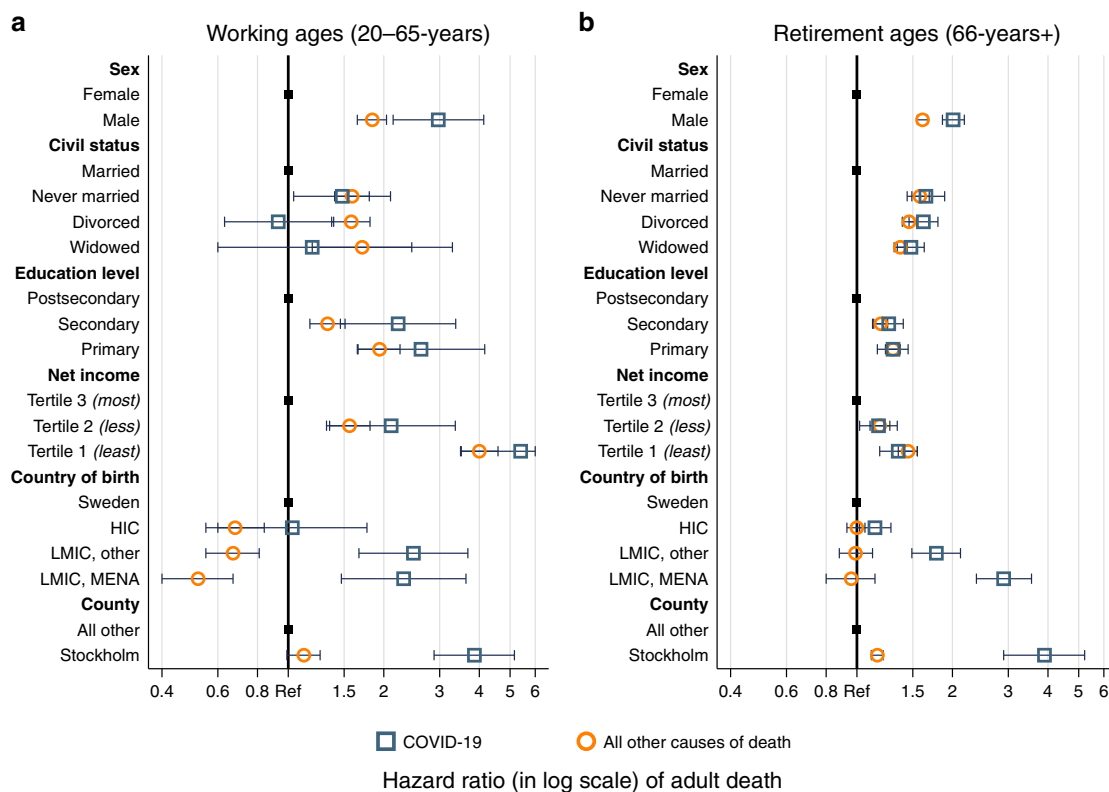 a
Working ages (20–65-years)
Sex
Female
Male
Civil status
Married
Never married
Divorced
Widowed
Education level
Postsecondary
Secondary
Primary
Net income
Tertile 3 (most)
Tertile 2 (less)
Tertile 1 (least)
Country of birth
Sweden
HIC
LMIC, other
LMIC, MENA
County
All other
Stockholm
0.4 0.6 0.8 Ref 1.5 2 3 4 5 6
b
Retirement ages (66-years+)
Sex
Female
Male
Civil status
Married
Never married
Divorced
Widowed
Education level
Postsecondary
Secondary
Primary
Net income
Tertile 3 (most)
Tertile 2 (less)
Tertile 1 (least)
Country of birth
Sweden
HIC
LMIC, other
LMIC, MENA
County
All other
Stockholm
0.4 0.6 0.8 Ref 1.5 2 3 4 5 6
COVID-19
All other causes of death
Hazard ratio (in log scale) of adult death